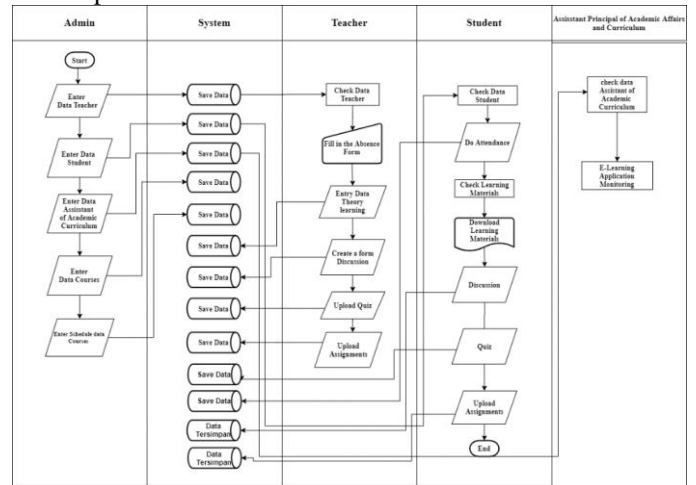 Admin
System
Teacher
Student
Assisstant Principal of Academic Affairs
and Curriculum
Start
Enter
Data Teacher
Enter Data
Student
Enter Data
Assistant
of Academic
Curriculum
Enter
Data Courses
Enter Schedule data
Courses
Save Data
Save Data
Save Data
Save Data
Save Data
Save Data
Save Data
Save Data
Save Data
Save Data
Save Data
Data
Tersimpan
Data
Tersimpan
Check Data
Teacher
Fill in the Absence
Form
Entry Data
Theory
learning
Create a form
Discussion
Upload Quiz
Upload
Assignments
Check Data
Student
Do Attendance
Check Learning
Materials
Download
Learning
Materials
Discussion
Quiz
Upload
Assignments
End
check data
Assistant of
Academic
Curriculum
E-Learning
Application
Monitoring